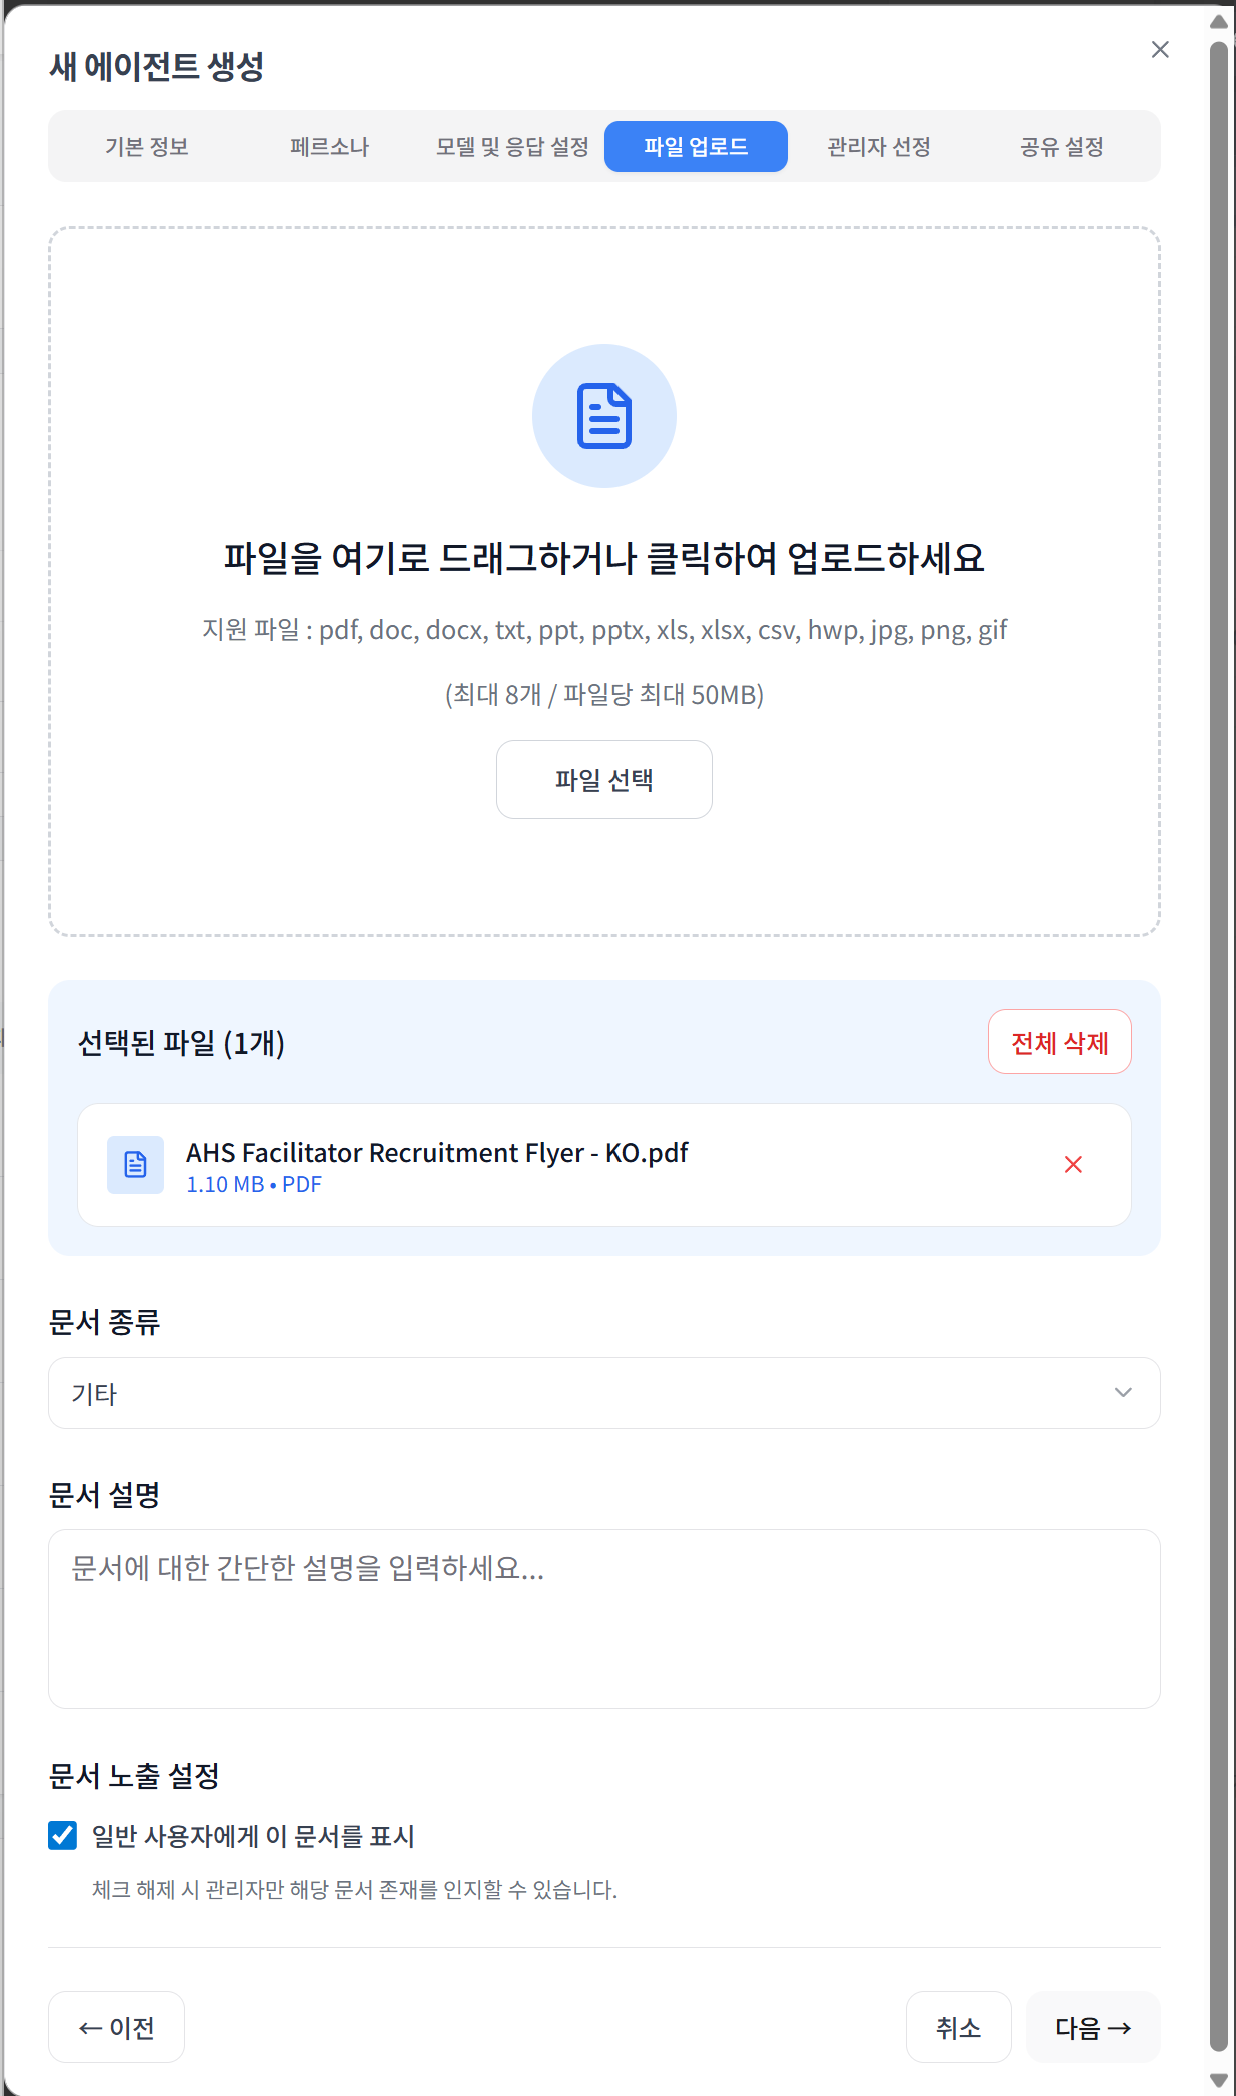 새 에이전트 생성
기본 정보 페르소나 모델 및 응답 설정 파일 업로드 관리자 선정 공유 설정
파일을 여기로 드래그하거나 클릭하여 업로드하세요
지원 파일 : pdf, doc, docx, txt, ppt, pptx, xls, xlsx, csv, hwp, jpg, png, gif
(최대 8개 / 파일당 최대 50MB)
파일 선택
선택된 파일 (1개)
전체 삭제
AHS Facilitator Recruitment Flyer - KO.pdf
1.10 MB • PDF
문서 종류
기타
문서 설명
문서에 대한 간단한 설명을 입력하세요...
문서 노출 설정
일반 사용자에게 이 문서를 표시
체크 해제 시 관리자만 해당 문서 존재를 인지할 수 있습니다.
← 이전
취소
다음 →